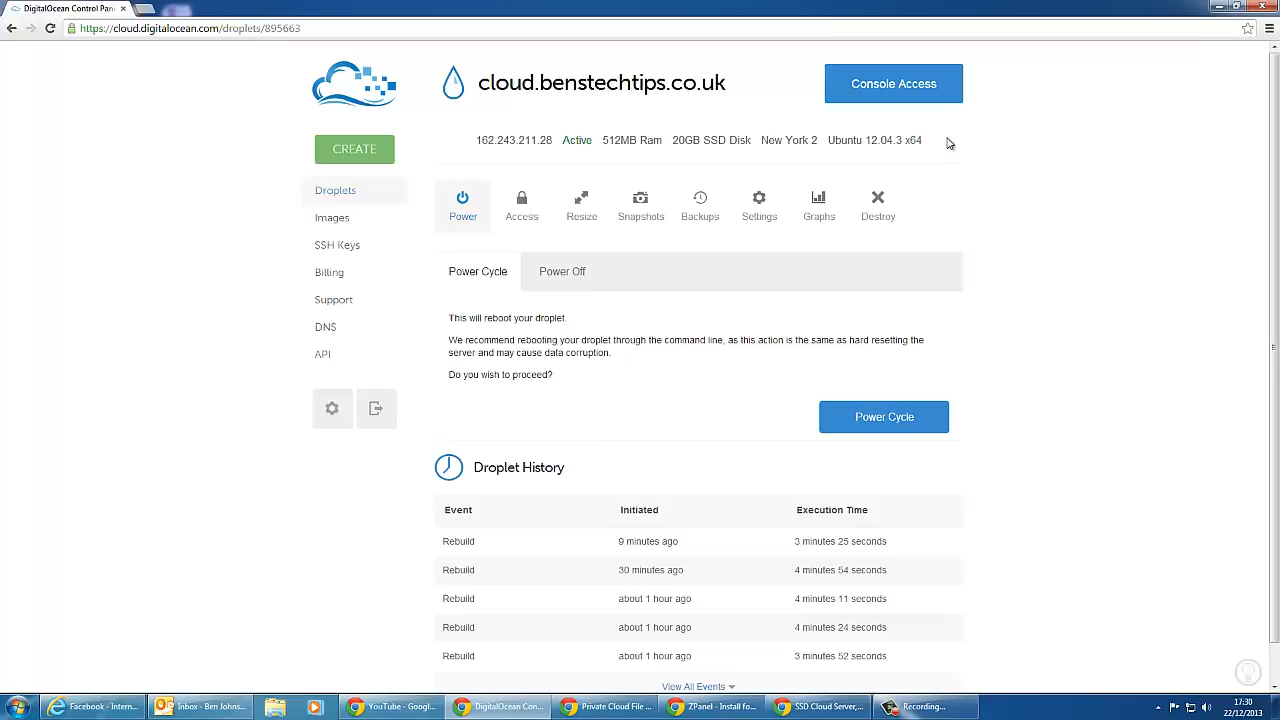 DigitalOcean Control Pan
https://cloud.digitalocean.com/droplets/895663
cloud.benstechtips.co.uk
Console Access
162.243.211.28 Active 512MB Ram 20GB SSD Disk New York 2 Ubuntu 12.04.3 x64
CREATE
Droplets
Images
SSH Keys
Billing
Support
DNS
API
Power Access Resize Snapshots Backups Settings Graphs Destroy
Power Cycle Power Off
This will reboot your droplet.
We recommend rebooting your droplet through the command line, as this action is the same as hard resetting the
server and may cause data corruption.
Do you wish to proceed?
Power Cycle
Droplet History
Event Initiated Execution Time
Rebuild 9 minutes ago 3 minutes 25 seconds
Rebuild 30 minutes ago 4 minutes 54 seconds
Rebuild about 1 hour ago 4 minutes 11 seconds
Rebuild about 1 hour ago 4 minutes 24 seconds
Rebuild about 1 hour ago 3 minutes 52 seconds
View All Events
Facebook - Intern... Inbox - Ben Johns... YouTube - Googl... DigitalOcean Con... Private Cloud File ... ZPanel - Install fo... SSD Cloud Server,... Recording...
17:30
22/12/2013